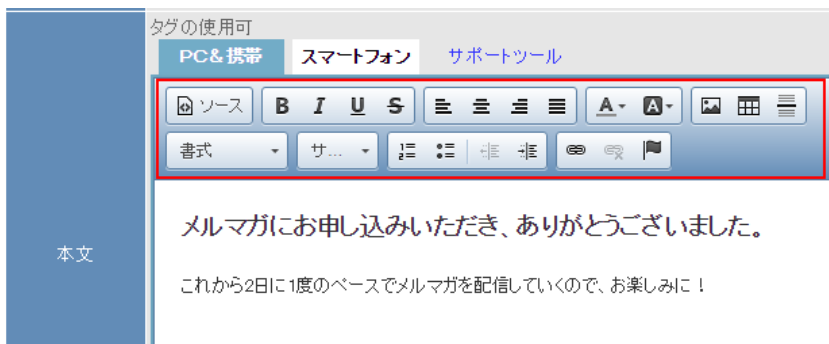 タグの使用可
PC&携帯 スマートフォン サポートツール
ソース B I U S A A
書式 サ...
本文
メルマガにお申し込みいただき、ありがとうございました。
これから2日に1度のペースでメルマガを配信していくので、お楽しみに！